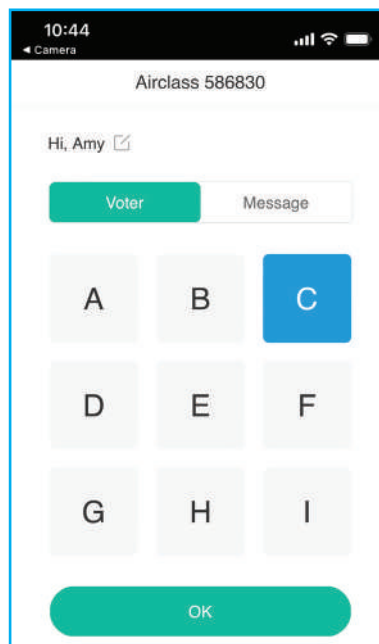 10:44
◀ Camera
Airclass 586830
Hi, Amy
Voter Message
A B C
D E F
G H I
OK